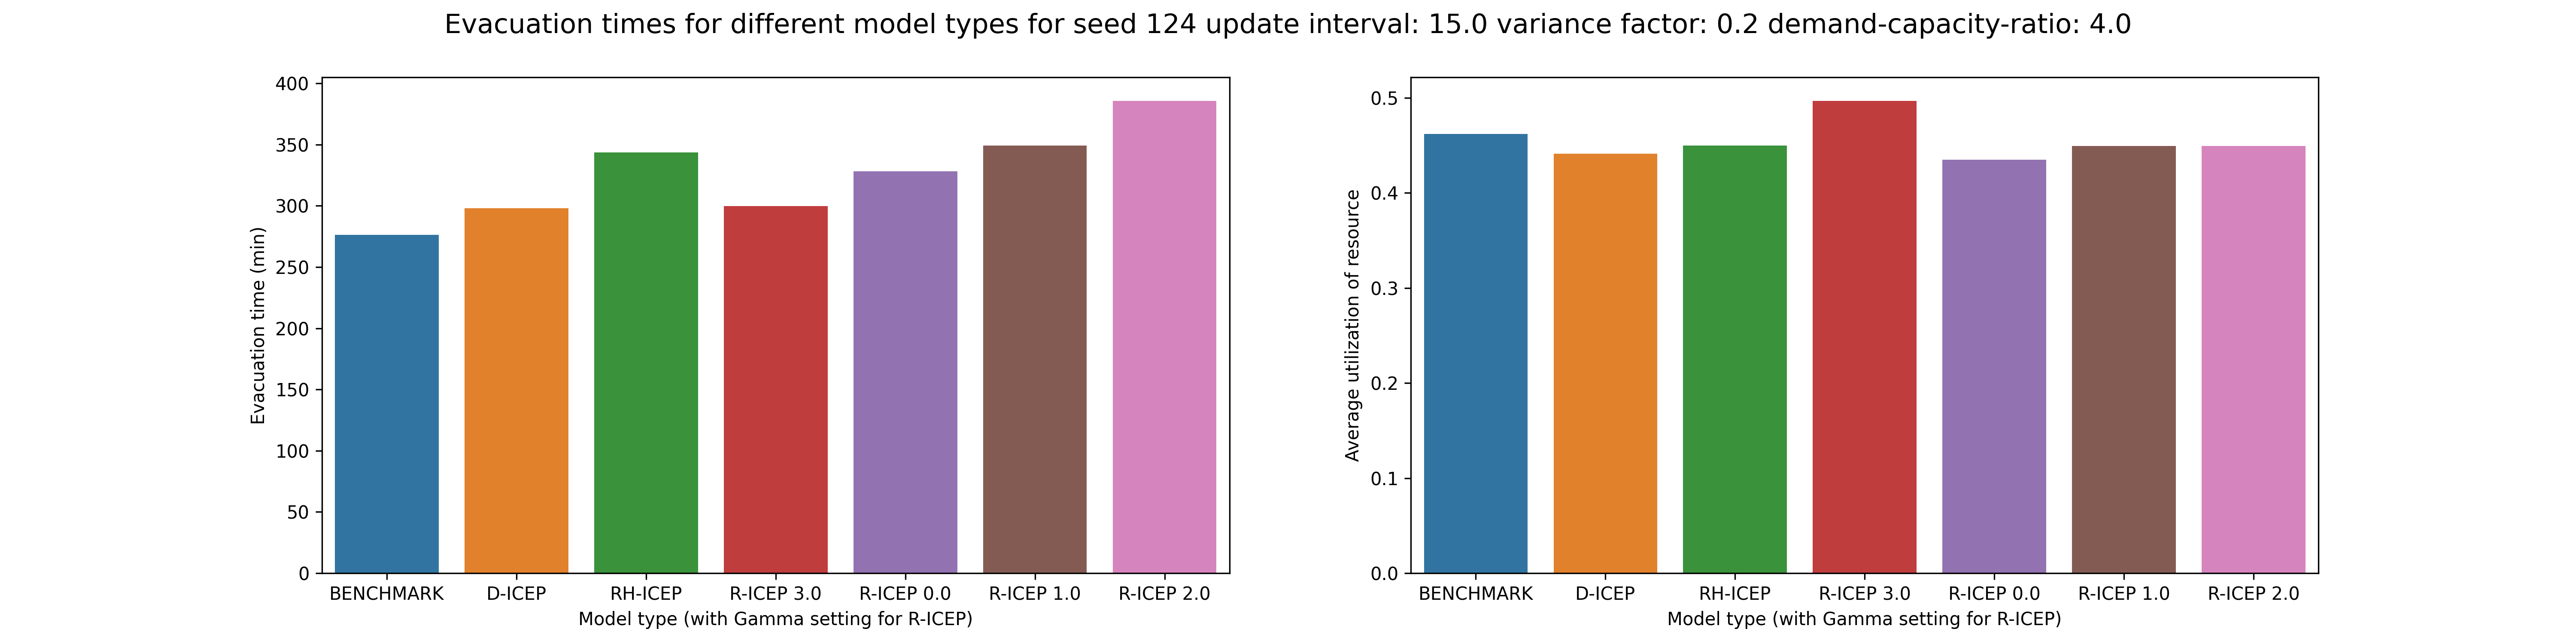 Evacuation times for different model types for seed 124 update interval: 15.0 variance factor: 0.2 demand-capacity-ratio: 4.0
400
350
300
250
200
150
100
50
0
Evacuation time (min)
BENCHMARK D-ICEP RH-ICEP R-ICEP 3.0 R-ICEP 0.0 R-ICEP 1.0 R-ICEP 2.0
Model type (with Gamma setting for R-ICEP)
0.5
0.4
0.3
0.2
0.1
0.0
Average utilization of resource
BENCHMARK D-ICEP RH-ICEP R-ICEP 3.0 R-ICEP 0.0 R-ICEP 1.0 R-ICEP 2.0
Model type (with Gamma setting for R-ICEP)